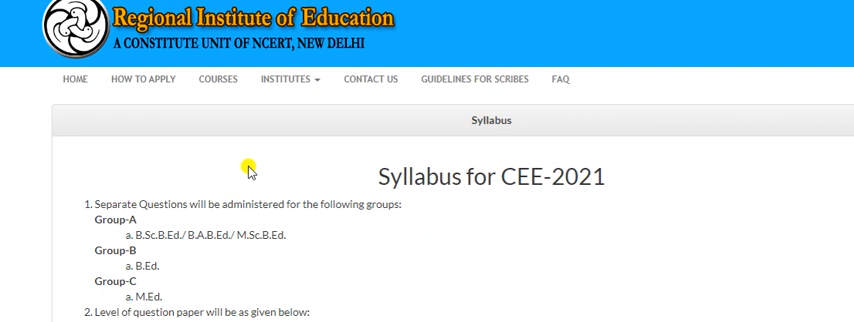 Regional Institute of Education
A CONSTITUTE UNIT OF NCERT, NEW DELHI
HOME HOW TO APPLY COURSES INSTITUTES CONTACT US GUIDELINES FOR SCRIBES FAQ
Syllabus
Syllabus for CEE-2021
1. Separate Questions will be administered for the following groups:
Group-A
a. B.Sc.B.Ed./ B.A.B.Ed./ M.Sc.B.Ed.
Group-B
a. B.Ed.
Group-C
a. M.Ed.
2. Level of question paper will be as given below: